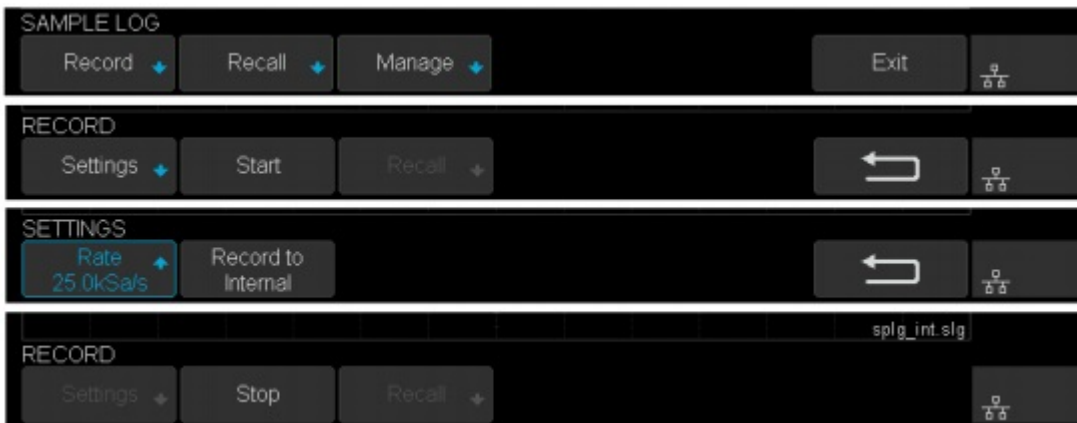 SAMPLE LOG
Record Recall Manage Exit
RECORD
Settings Start Recall
SETTINGS
Rate Record to
25.0kSa/s Internal
splg_int.slg
RECORD
Settings Stop Recall